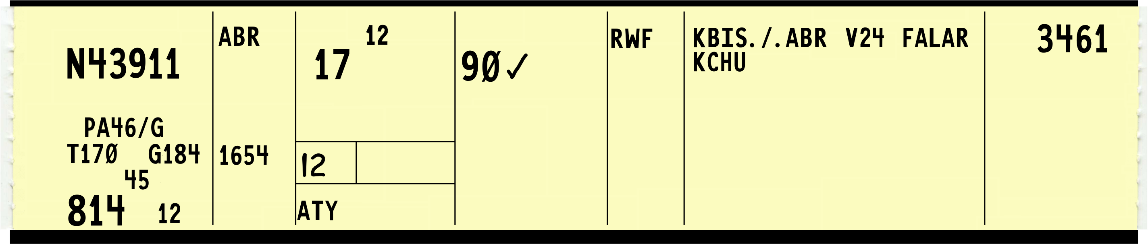 N43911
PA46/G
T170 G184
45
814 12
ABR
1654
12
17
12
ATY
90✓
RWF
KBIS./.ABR V24 FALAR
KCHU
3461